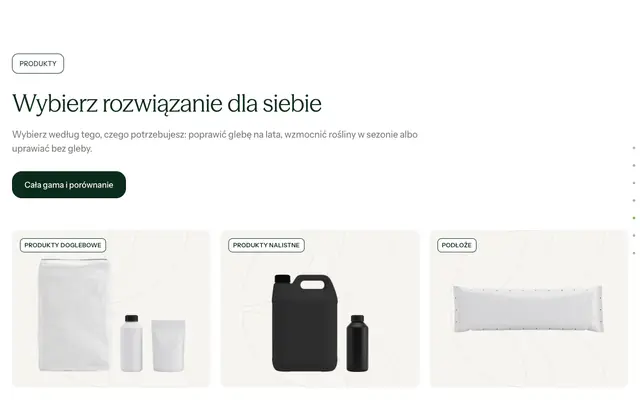 PRODUKTY
Wybierz rozwiązanie dla siebie
Wybierz według tego, czego potrzebujesz: poprawić glebę na lata, wzmocnić rośliny w sezonie albo
uprawiać bez gleby.
Cała gama i porównanie
PRODUKTY DOGLEBOWE
PRODUKTY NALISTNE
PODŁOŻE